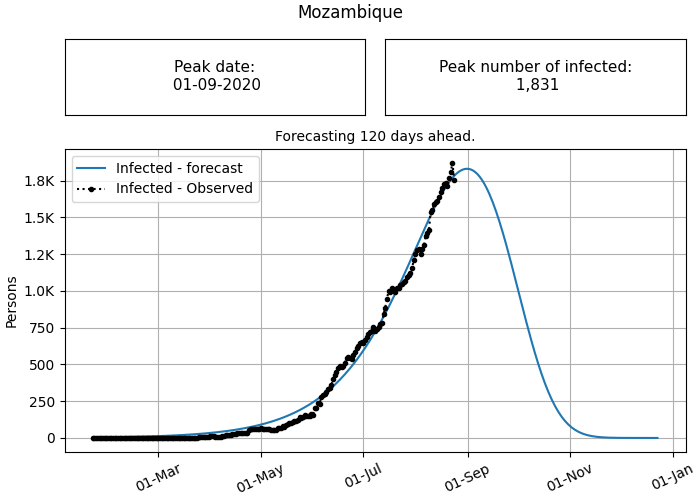 Mozambique
Peak date:
01-09-2020
Peak number of infected:
1,831
Forecasting 120 days ahead.
Infected - forecast
Infected - Observed
1.8K
1.5K
1.2K
1.0K
750
500
250
0
Persons
01-Mar
01-May
01-Jul
01-Sep
01-Nov
01-Jan